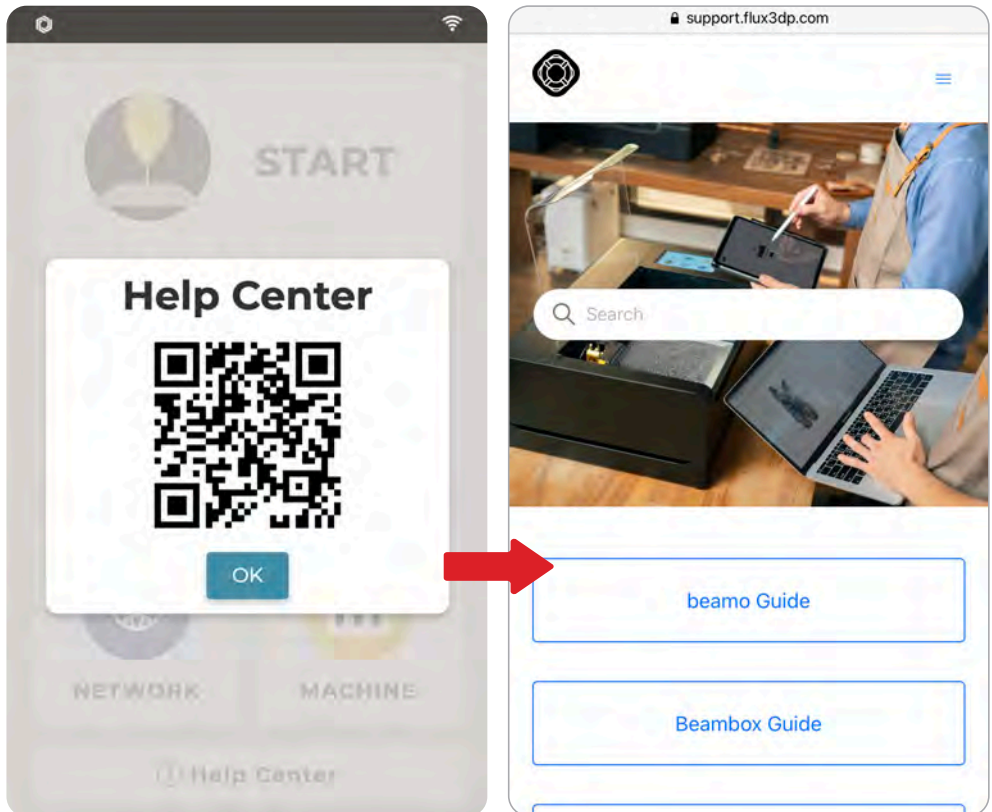 START
Help Center
OK
NETWORK
MACHINE
Help Center
support.flux3dp.com
Search
beamo Guide
Beambox Guide